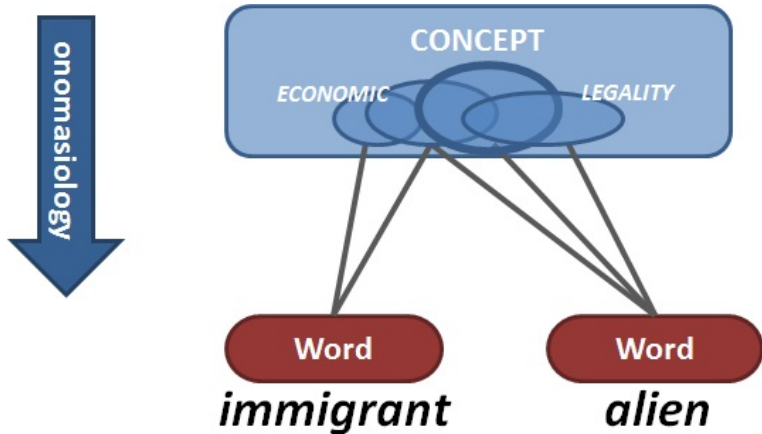 onomasiology
CONCEPT
ECONOMIC
LEGALITY
Word
Word
immigrant
alien